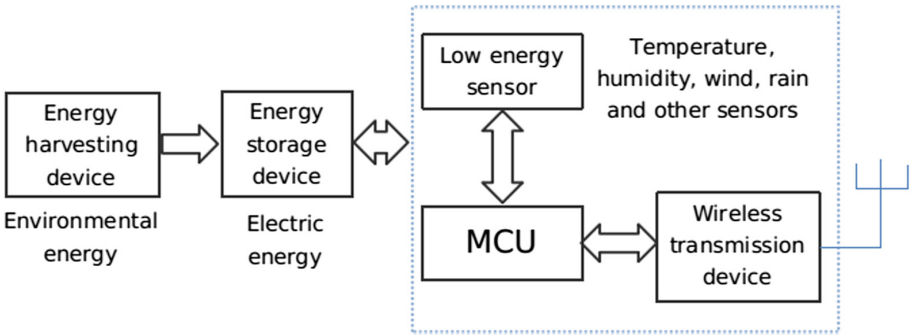 Energy
harvesting
device
Environmental
energy
Energy
storage
device
Electric
energy
Low energy
sensor
Temperature,
humidity, wind, rain
and other sensors
MCU
Wireless
transmission
device